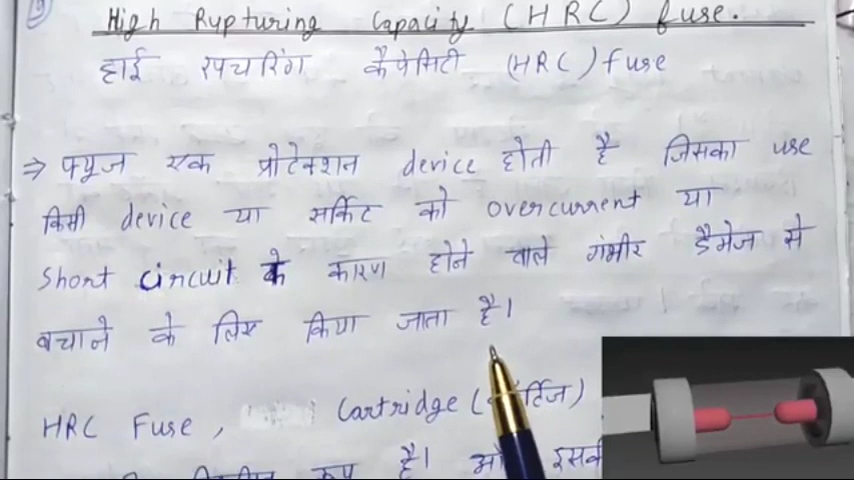 High Rupturing Capacity (HRC) fuse.
हाई रपचरिंग कैपेसिटी (HRC) fuse
⇒ फ्यूज एक प्रोटेक्शन device होती है जिसका use
किसी device या सर्किट को overcurrent या
Short circuit के कारण होने वाले गंभीर डैमेज से
बचाने के लिए किया जाता है।
HRC Fuse, Cartridge (
रूप है। इसकी